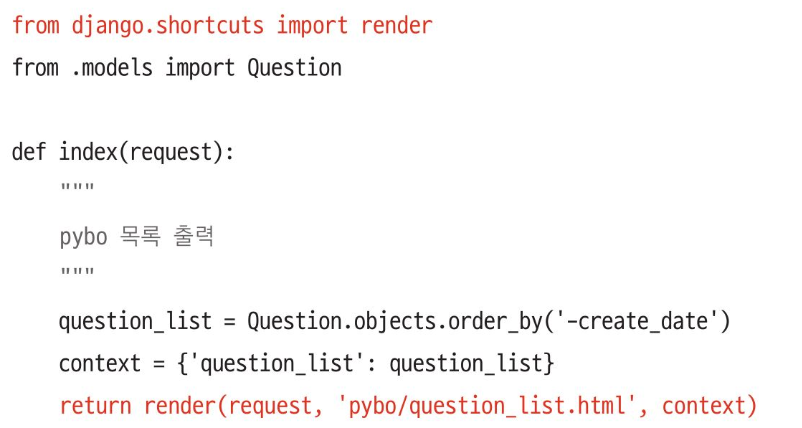 from django.shortcuts import render
from .models import Question
def index(request):
"""
pybo 목록 출력
"""
question_list = Question.objects.order_by('-create_date')
context = {'question_list': question_list}
return render(request, 'pybo/question_list.html', context)